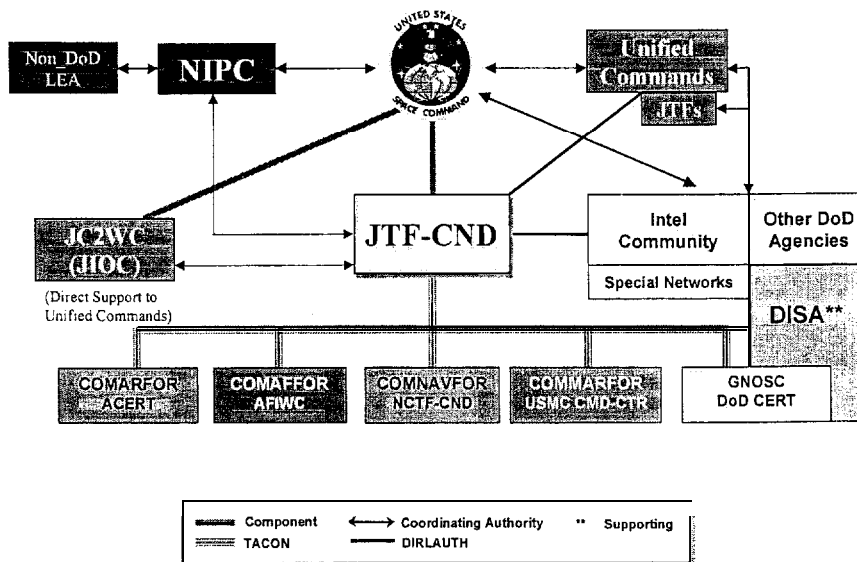 UNITED STATES
SPACE COMMAND
Non_DoD
LEA
NIPC
Unified
Commands
JTFs
JC2WC
(JIOC)
(Direct Support to
Unified Commands)
JTF-CND
Intel
Community
Other DoD
Agencies
Special Networks
DISA**
COMARFOR
ACERT
COMAFFOR
AFIWC
COMNAVFOR
NCTF-CND
COMMARFOR
USMC CMD-CTR
GNOSC
DoD CERT
Component
Coordinating Authority
** Supporting
TACON
DIRLAUTH